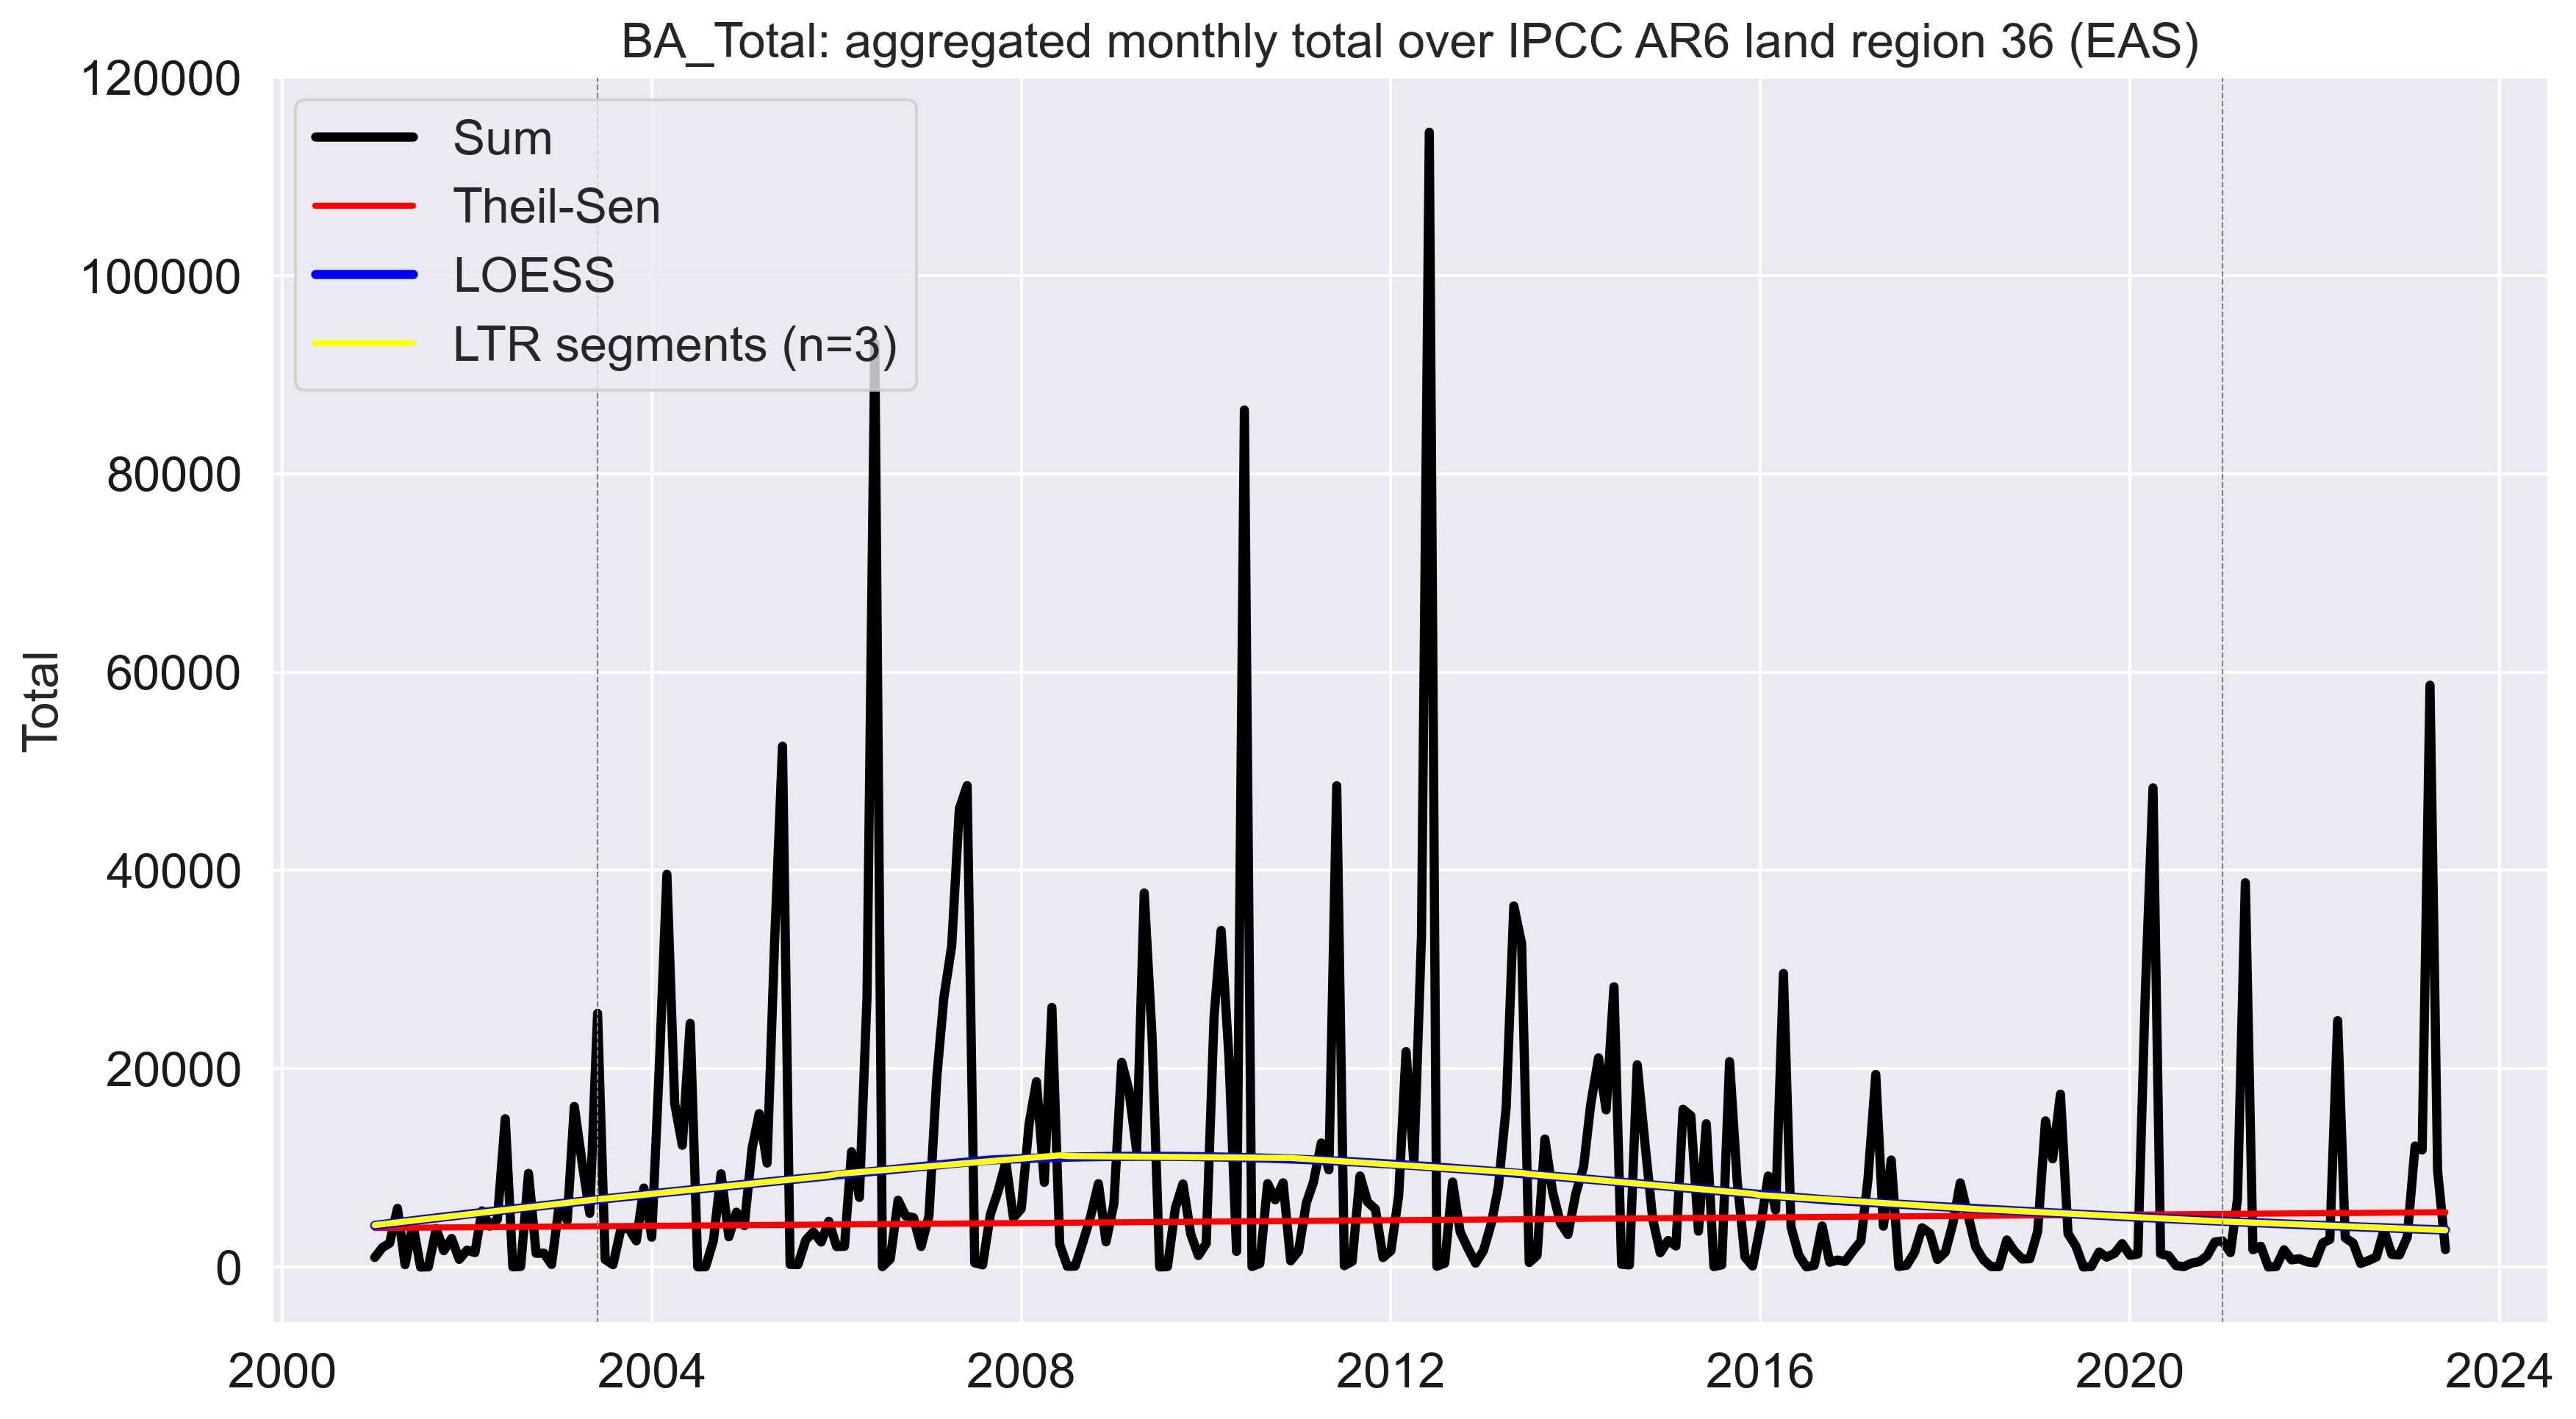 BA_Total: aggregated monthly total over IPCC AR6 land region 36 (EAS)
120000
100000
80000
60000
40000
20000
0
Total
Sum
Theil-Sen
LOESS
LTR segments (n=3)
2000 2004 2008 2012 2016 2020 2024